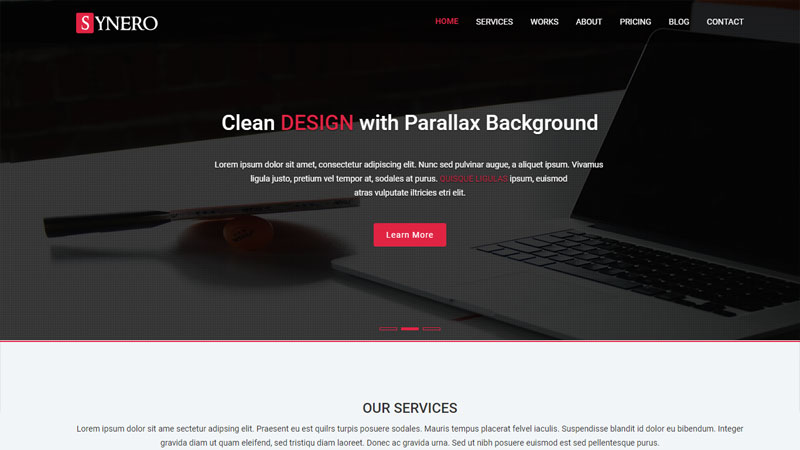 SYNERO
HOME SERVICES WORKS ABOUT PRICING BLOG CONTACT
Clean DESIGN with Parallax Background
Lorem ipsum dolor sit amet, consectetur adipiscing elit. Nunc sed pulvinar augue, a aliquet ipsum. Vivamus
ligula justo, pretium vel tempor at, sodales at purus. QUISQUE LIGULAS ipsum, euismod
atras vulputate iltricies etri elit.
Learn More
OUR SERVICES
Lorem ipsum dolor sit ame sectetur adipsing elit. Praesent eu est quilrs turpis posuere sodales. Mauris tempus placerat felvel iaculis. Suspendisse blandit id dolor eu bibendum. Integer
gravida diam ut quam eleifend, sed tristiqu diam laoreet. Donec ac gravida urna. Sed ut nibh posuere euismod est sed pellentesque purus.